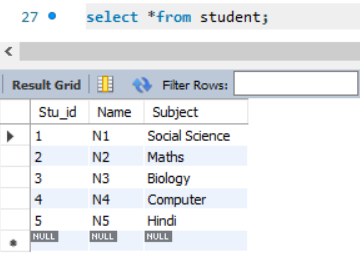 27 select *from student;
Result Grid Filter Rows:
Stu_id Name Subject
1 N1 Social Science
2 N2 Maths
3 N3 Biology
4 N4 Computer
5 N5 Hindi
NULL NULL NULL